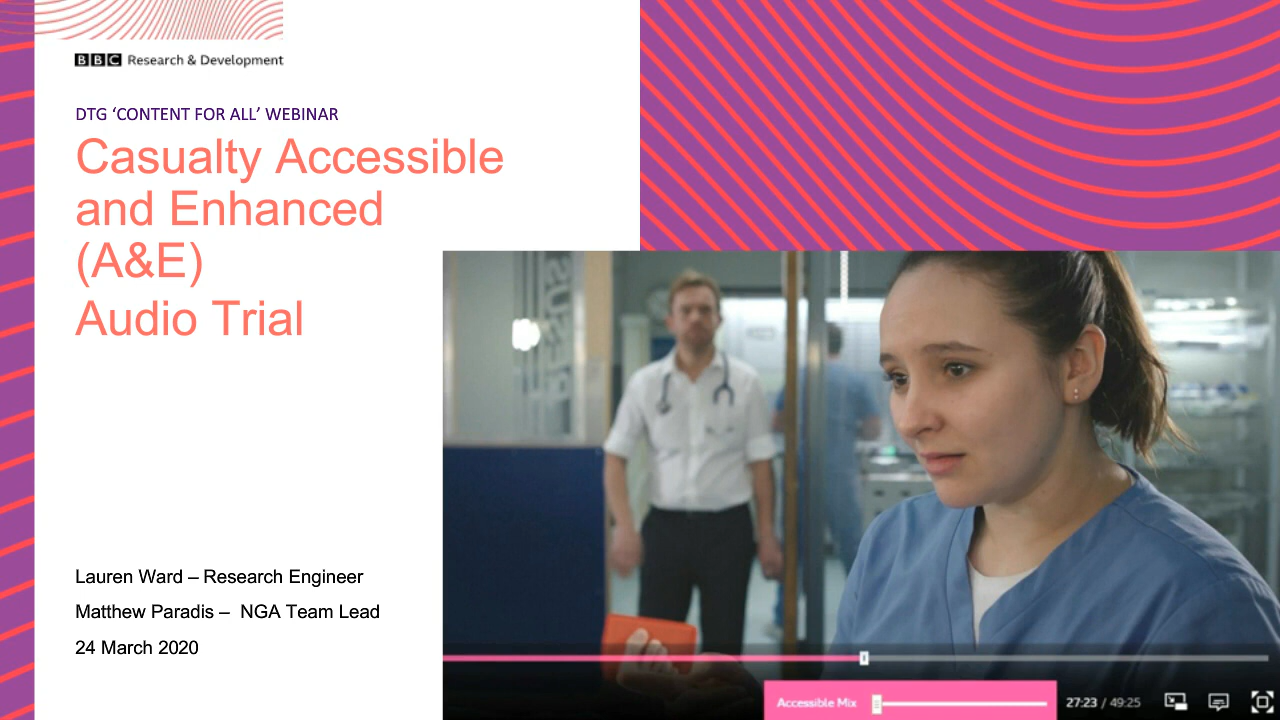 BBC Research & Development
DTG ‘CONTENT FOR ALL’ WEBINAR
Casualty Accessible
and Enhanced
(A&E)
Audio Trial
Lauren Ward – Research Engineer
Matthew Paradis – NGA Team Lead
24 March 2020
Accessible Mix
27:23 / 49:25